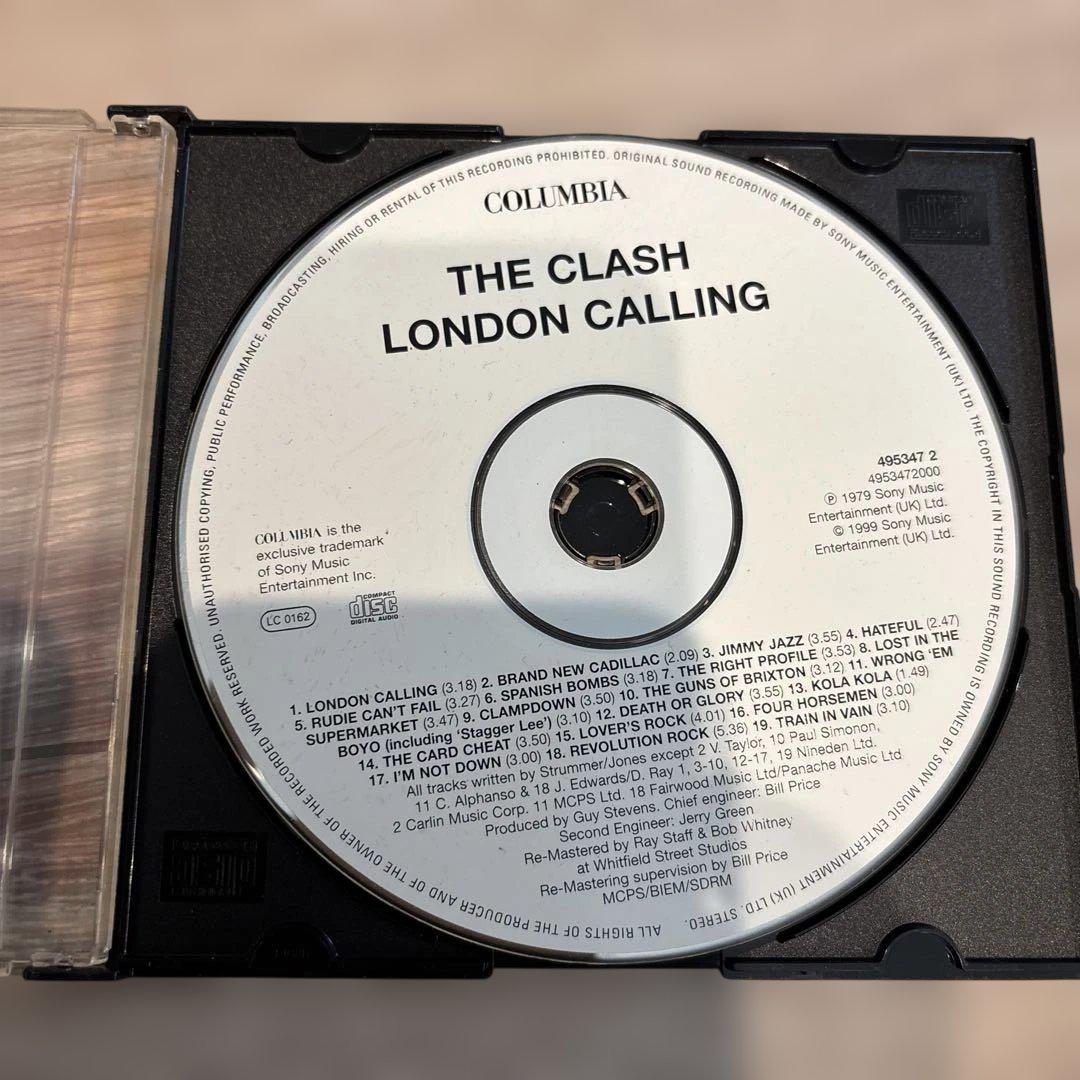 COLUMBIA
THE CLASH
LONDON CALLING
495347 2
4953472000
℗ 1979 Sony Music
Entertainment (UK) Ltd.
© 1999 Sony Music
Entertainment (UK) Ltd.
COLUMBIA is the
exclusive trademark
of Sony Music
Entertainment Inc.
LC 0162
COMPACT
disc
DIGITAL AUDIO
1. LONDON CALLING (3.18) 2. BRAND NEW CADILLAC (2.09) 3. JIMMY JAZZ (3.55) 4. HATEFUL (2.47)
5. RUDIE CAN'T FAIL (3.27) 6. SPANISH BOMBS (3.18) 7. THE RIGHT PROFILE (3.53) 8. LOST IN THE
SUPERMARKET (3.47) 9. CLAMPDOWN (3.50) 10. THE GUNS OF BRIXTON (3.12) 11. WRONG 'EM
BOYO (including 'Stagger Lee') (3.10) 12. DEATH OR GLORY (3.55) 13. KOLA KOLA (1.49)
14. THE CARD CHEAT (3.50) 15. LOVER'S ROCK (4.01) 16. FOUR HORSEMEN (3.00)
17. I'M NOT DOWN (3.00) 18. REVOLUTION ROCK (5.36) 19. TRAIN IN VAIN (3.10)
All tracks written by Strummer/Jones except 2 V. Taylor, 10 Paul Simonon,
11 C. Alphanso & 18 J. Edwards/D. Ray 1, 3-10, 12-17, 19 Nineden Ltd.
2 Carlin Music Corp. 11 MCPS Ltd. 18 Fairwood Music Ltd/Panache Music Ltd
Produced by Guy Stevens. Chief engineer: Bill Price
Second Engineer: Jerry Green
Re-Mastered by Ray Staff & Bob Whitney
at Whitfield Street Studios
Re-Mastering supervision by Bill Price
MCPS/BIEM/SDRM
ALL RIGHTS OF THE PRODUCER AND OF THE OWNER OF THE RECORDED WORK RESERVED. UNAUTHORISED COPYING, PUBLIC PERFORMANCE, BROADCASTING, HIRING OR RENTAL OF THIS RECORDING PROHIBITED. ORIGINAL SOUND RECORDING MADE BY SONY MUSIC ENTERTAINMENT (UK) LTD. THE COPYRIGHT IN THIS SOUND RECORDING IS OWNED BY SONY MUSIC ENTERTAINMENT (UK) LTD. STEREO.